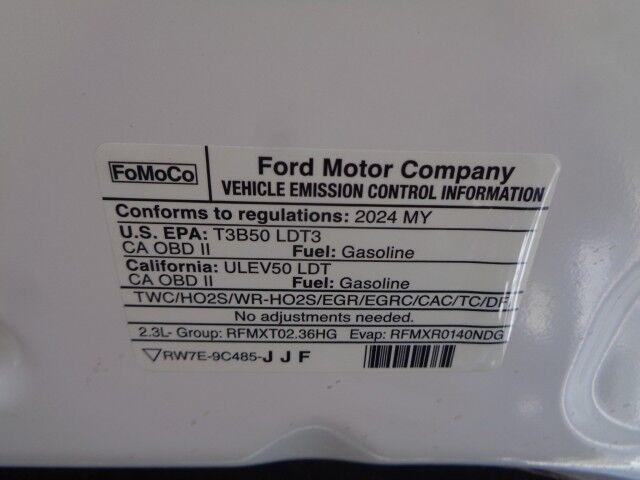 FoMoCo
Ford Motor Company
VEHICLE EMISSION CONTROL INFORMATION
Conforms to regulations: 2024 MY
U.S. EPA: T3B50 LDT3
CA OBD II Fuel: Gasoline
California: ULEV50 LDT
CA OBD II Fuel: Gasoline
TWC/HO2S/WR-HO2S/EGR/EGRC/CAC/TC/DFI
No adjustments needed.
2.3L- Group: RFMXT02.36HG Evap: RFMXR0140NDG
RW7E-9C485-J J F